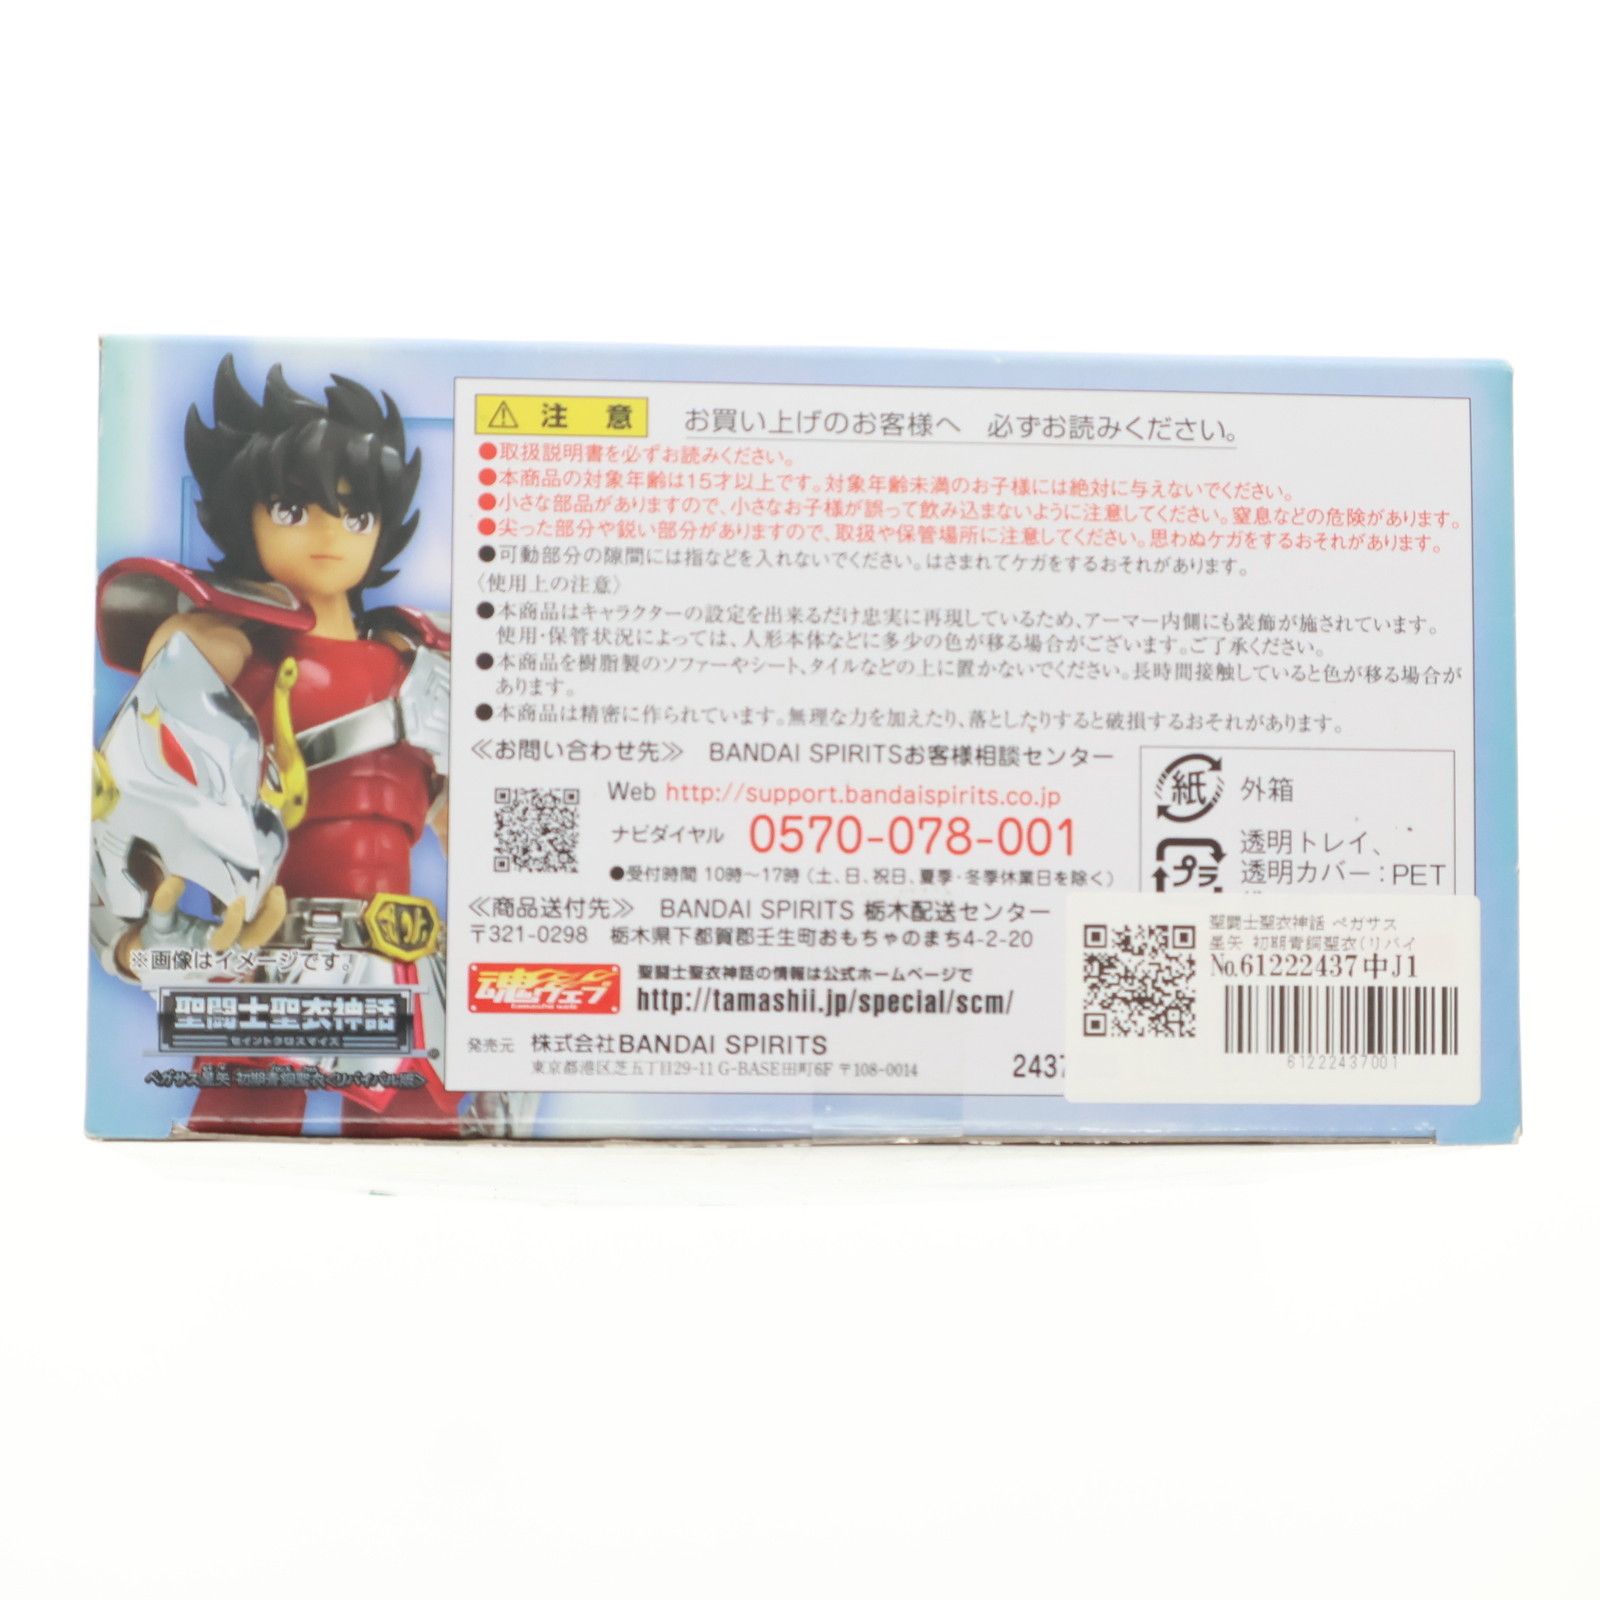 注意 お買い上げのお客様へ 必ずお読みください。
●取扱説明書を必ずお読みください。
●本商品の対象年齢は15才以上です。対象年齢未満のお子様には絶対に与えないでください。
●小さな部品がありますので、小さなお子様が誤って飲み込まないように注意してください。窒息などの危険があります。
●尖った部分や鋭い部分がありますので、取扱や保管場所に注意してください。思わぬケガをするおそれがあります。
●可動部分の隙間には指などを入れないでください。はさまれてケガをするおそれがあります。
〈使用上の注意〉
●本商品はキャラクターの設定を出来るだけ忠実に再現しているため、アーマー内側にも装飾が施されています。
使用・保管状況によっては、人形本体などに多少の色が移る場合がございます。ご了承ください。
●本商品を樹脂製のソファーやシート、タイルなどの上に置かないでください。長時間接触していると色が移る場合が
あります。
●本商品は精密に作られています。無理な力を加えたり、落としたりすると破損するおそれがあります。
≪お問い合わせ先≫ BANDAI SPIRITSお客様相談センター
Web http://support.bandaispirits.co.jp
ナビダイヤル 0570-078-001
●受付時間 10時〜17時 (土、日、祝日、夏季・冬季休業日を除く)
≪商品送付先≫ BANDAI SPIRITS 栃木配送センター
〒321-0298 栃木県下都賀郡壬生町おもちゃのまち4-2-20
魂ウェブ
tamashii web
聖闘士聖衣神話の情報は公式ホームページで
http://tamashii.jp/special/scm/
発売元 株式会社BANDAI SPIRITS
東京都港区芝五丁目29-11 G-BASE田町6F 〒108-0014
2437
紙 外箱
プラ 透明トレイ、
透明カバー:PET
※画像はイメージです。
聖闘士聖衣神話
セイントクロスマイス
ペガサス星矢 初期青銅聖衣〈リバイバル版〉
聖闘士聖衣神話 ペガサス
星矢 初期青銅聖衣(リバイ
No.61222437中J1
61222437001